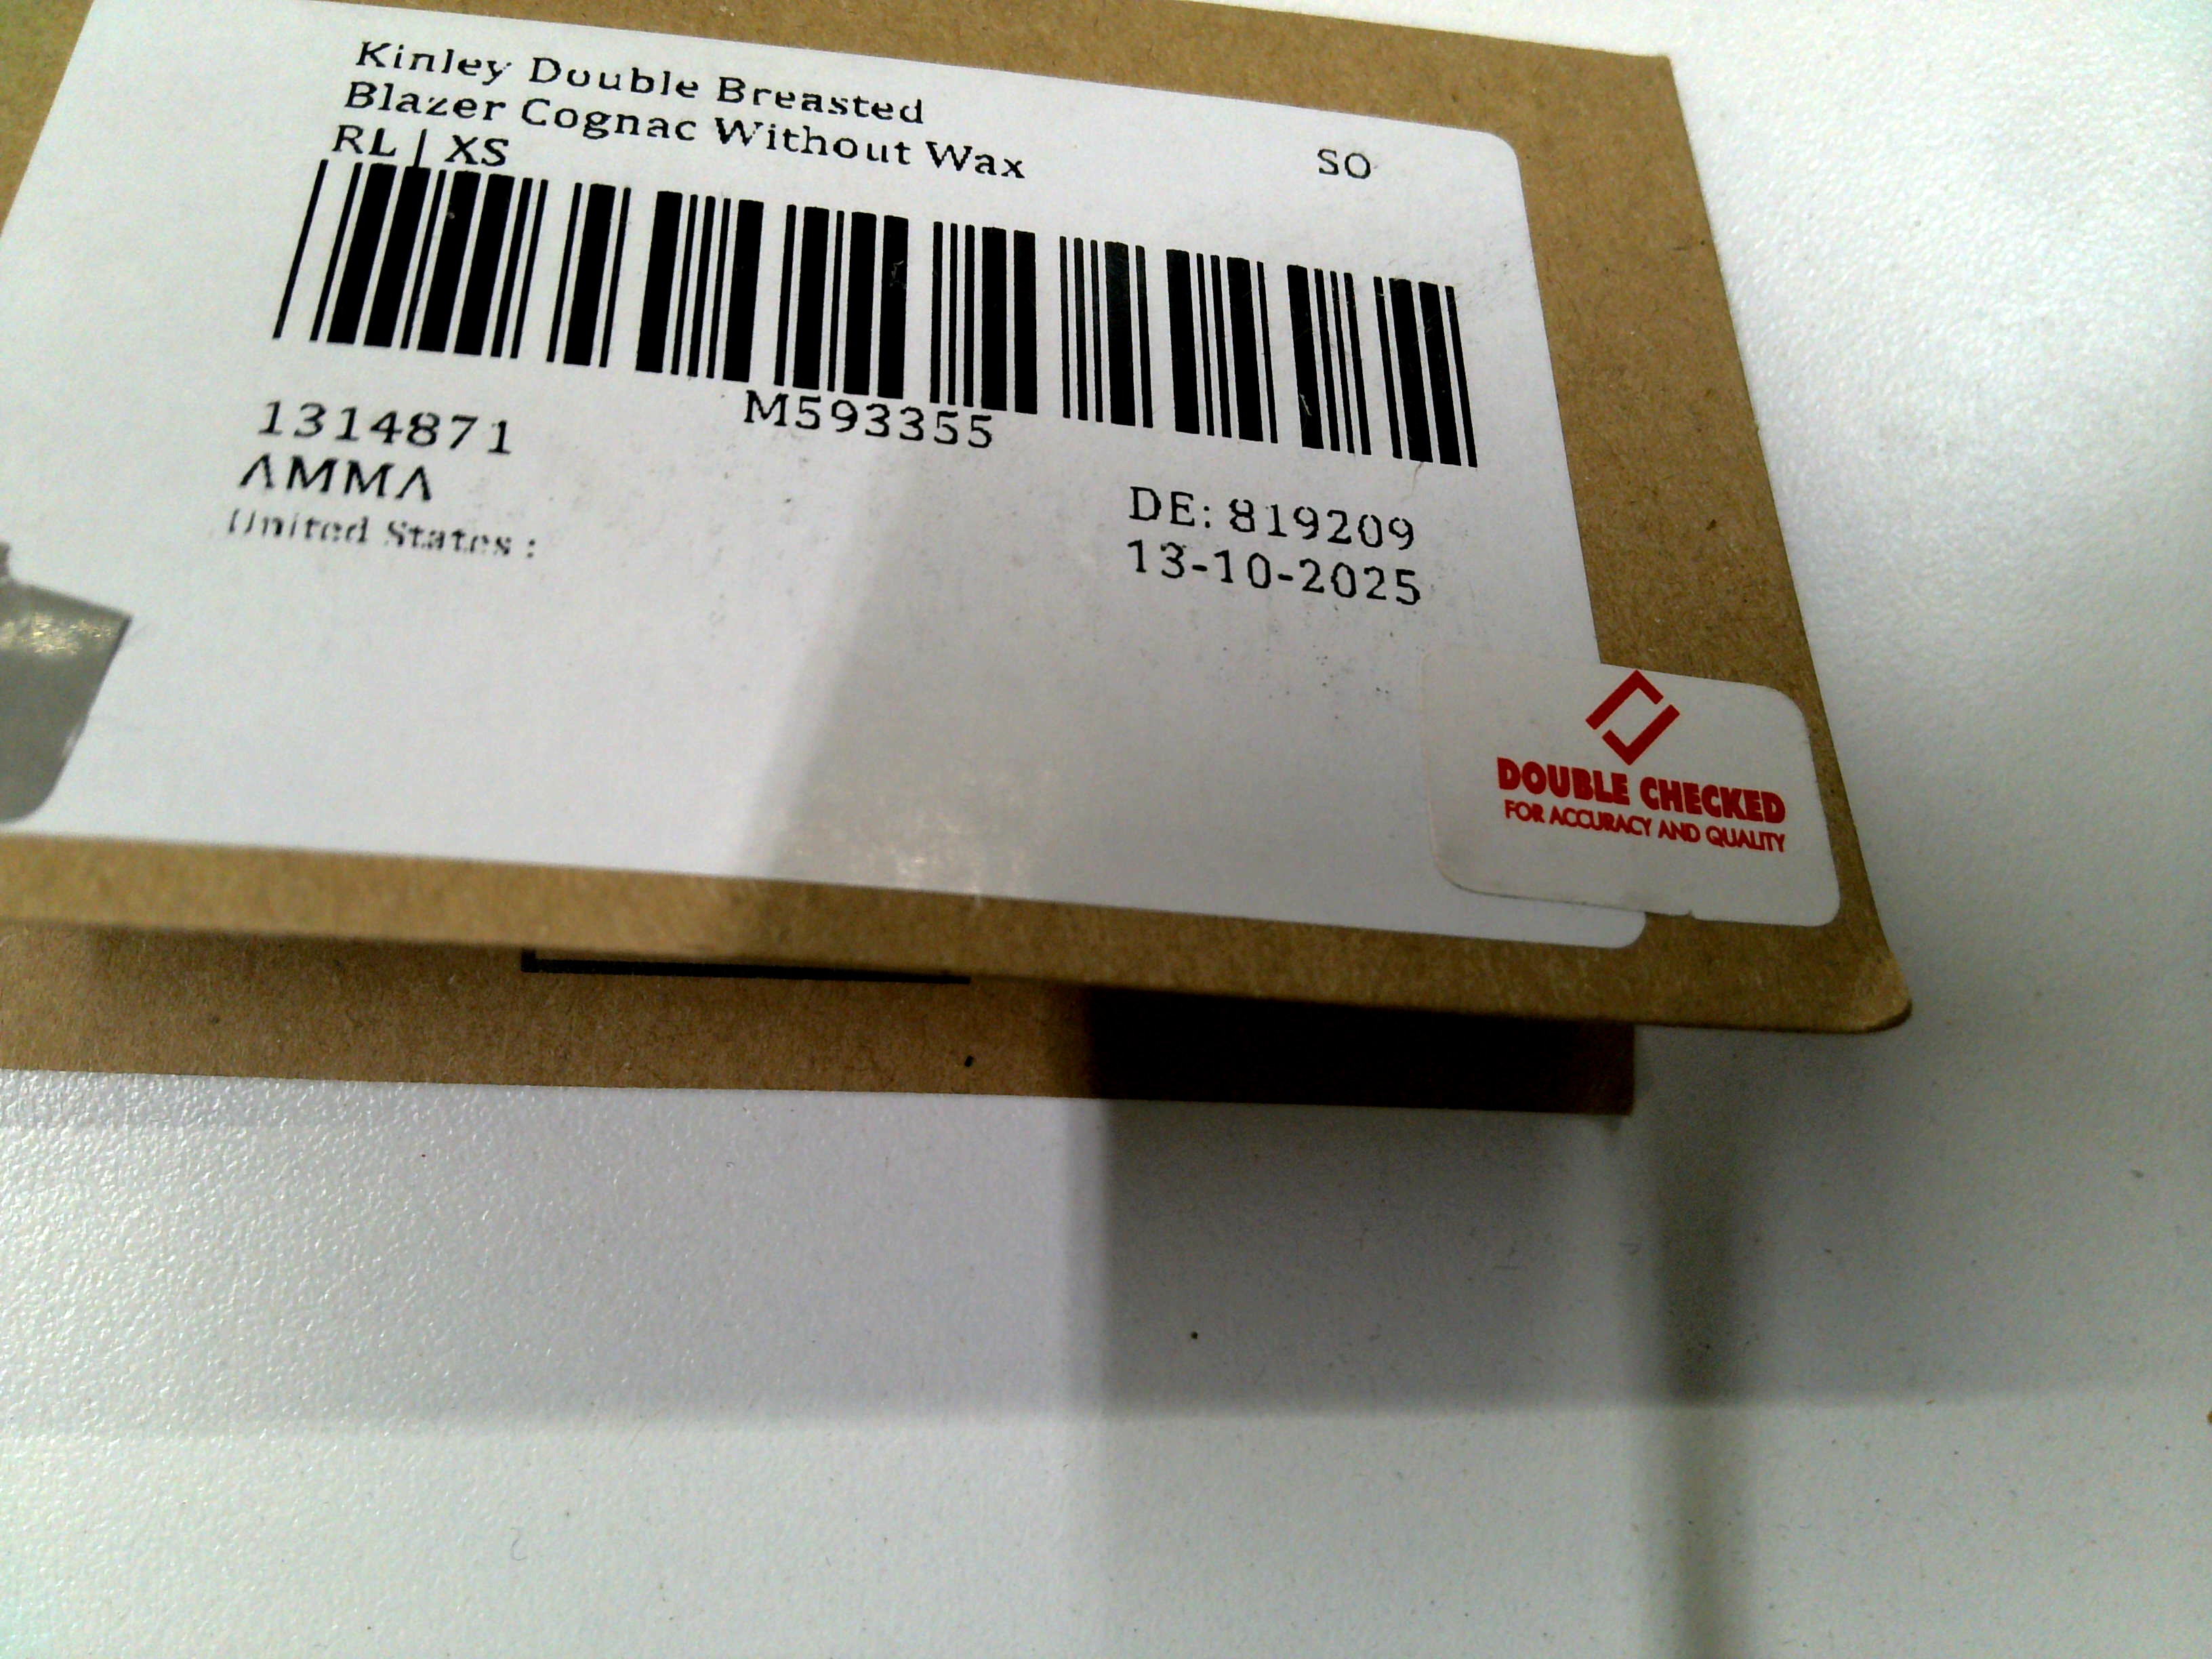 Kinley Double Breasted
Blazer Cognac Without Wax
RL | XS
SO
M593355
1314871
AMMA
United States :
DE: 819209
13-10-2025
DOUBLE CHECKED
FOR ACCURACY AND QUALITY